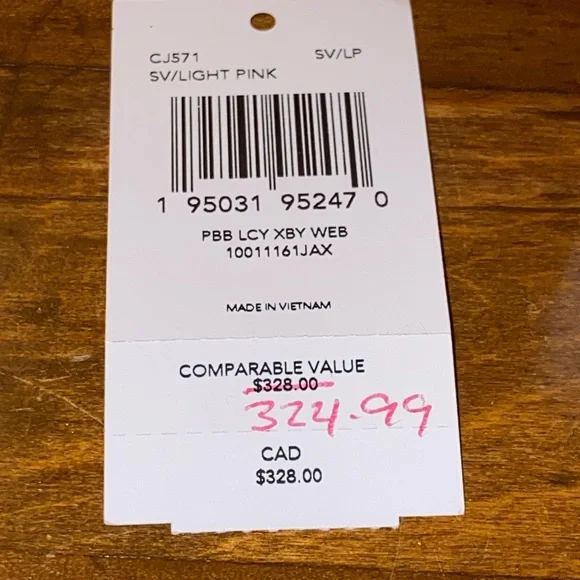 CJ571 SV/LP
SV/LIGHT PINK
1 95031 95247 0
PBB LCY XBY WEB
10011161JAX
MADE IN VIETNAM
COMPARABLE VALUE
$328.00
324.99
CAD
$328.00